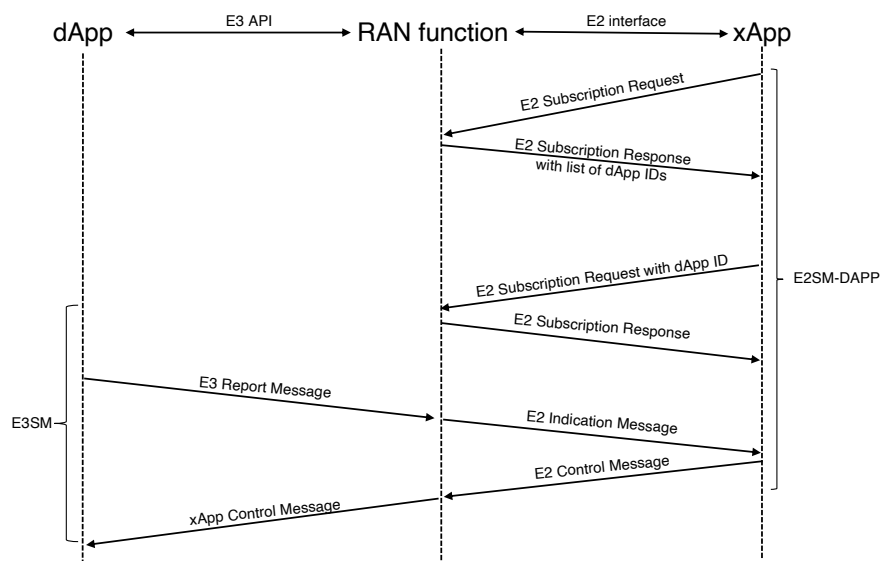 dApp
E3 API
RAN function
E2 interface
xApp
E2 Subscription Request
E2 Subscription Response
with list of dApp IDs
E2 Subscription Request with dApp ID
E2SM-DAPP
E2 Subscription Response
E3 Report Message
E3SM
E2 Indication Message
E2 Control Message
xApp Control Message